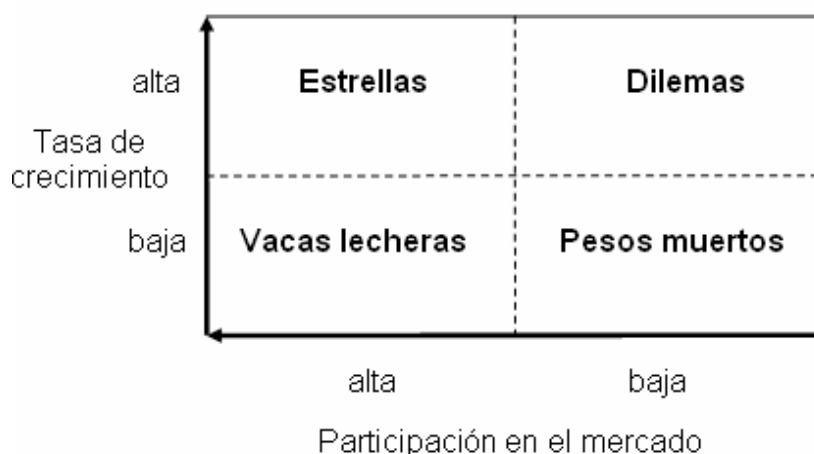 alta
Estrellas
Dilemas
Tasa de
crecimiento
baja
Vacas lecheras
Pesos muertos
alta
baja
Participación en el mercado